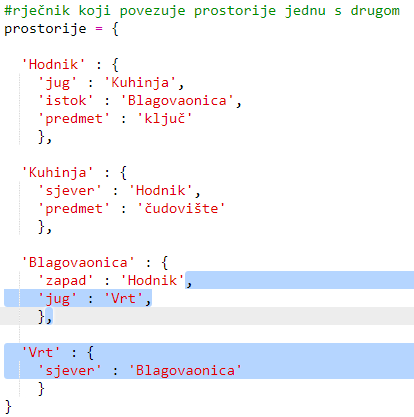 #rječnik koji povezuje prostorije jednu s drugom
prostorije = {
'Hodnik' : {
'jug' : 'Kuhinja',
'istok' : 'Blagovaonica',
'predmet' : 'ključ'
},
'Kuhinja' : {
'sjever' : 'Hodnik',
'predmet' : 'čudovište'
},
'Blagovaonica' : {
'zapad' : 'Hodnik',
'jug' : 'Vrt',
},
'Vrt' : {
'sjever' : 'Blagovaonica'
}
}